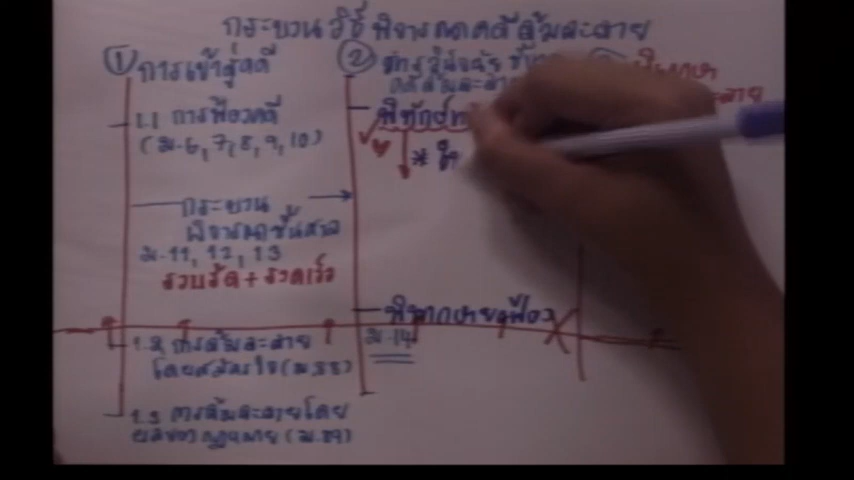 กระบวนวิธีพิจารณาคดีล้มละลาย
① การเข้าสู่คดี
1.1 การฟ้องคดี
(ม.6, 7, 8, 9, 10)
กระบวน
พิจารณาชั้นศาล
ม.11, 12, 13
รวบรัด + รวดเร็ว
1.2 การล้มละลาย
โดยสมัครใจ (ม.88)
1.3 การล้มละลายโดย
ผลของกฎหมาย (ม.89)
②
พิทักษ์ท
*
พิพากษายกฟ้อง
ม.14